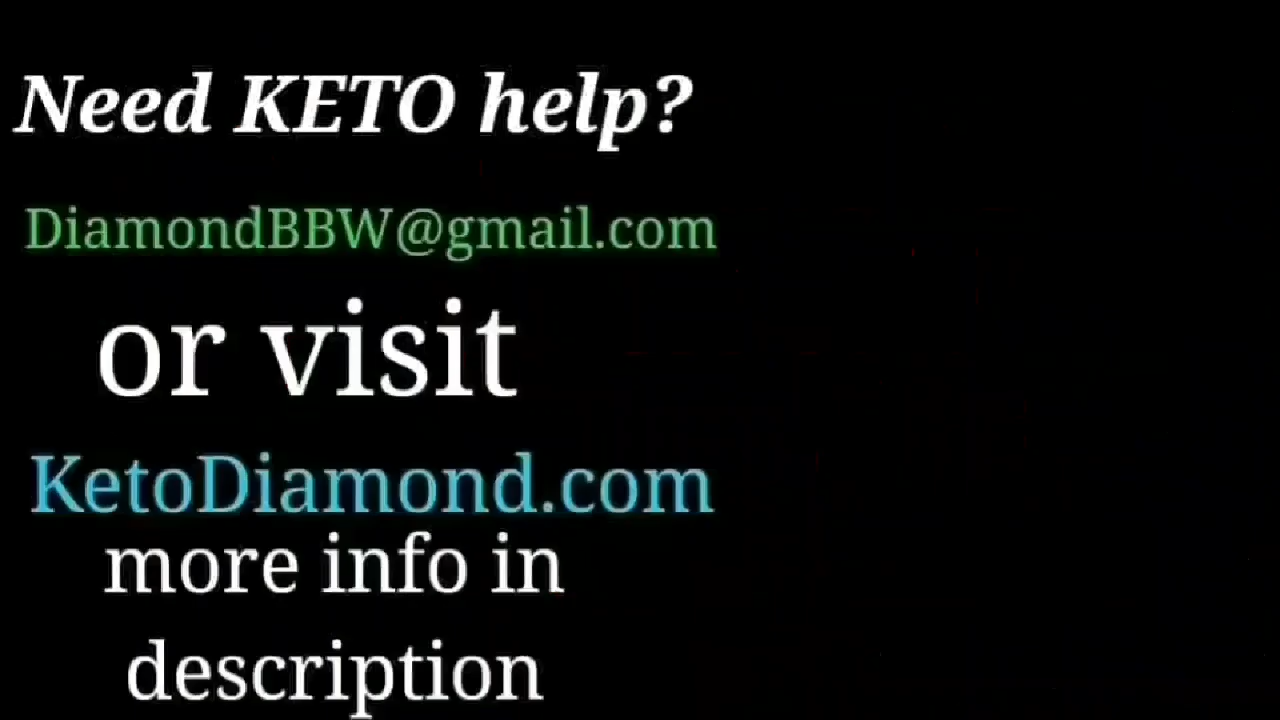 Need KETO help?
DiamondBBW@gmail.com
or visit
KetoDiamond.com
more info in
description